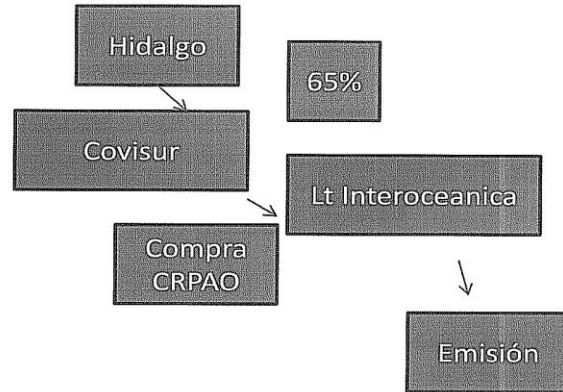 Hidalgo
65%
Covisur
Lt Interoceanica
Compra
CRPAO
Emisión